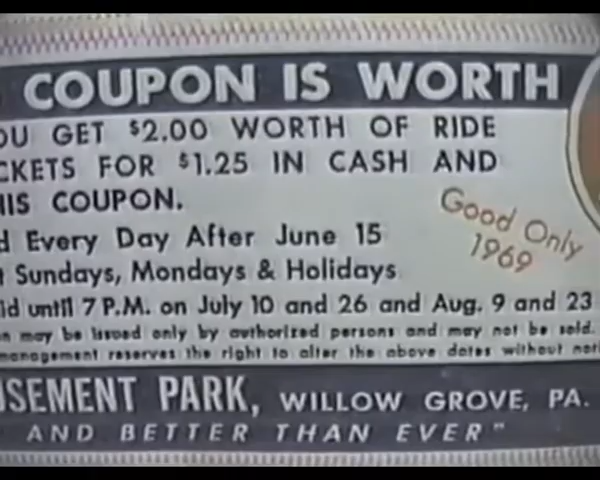 COUPON IS WORTH
OU GET $2.00 WORTH OF RIDE
CKETS FOR $1.25 IN CASH AND
HIS COUPON.
Good Only
1969
d Every Day After June 15
t Sundays, Mondays & Holidays
id until 7 P.M. on July 10 and 26 and Aug. 9 and 23
n may be issued only by authorized persons and may not be sold.
management reserves the right to alter the above dates without noti
USEMENT PARK, WILLOW GROVE, PA.
AND BETTER THAN EVER"